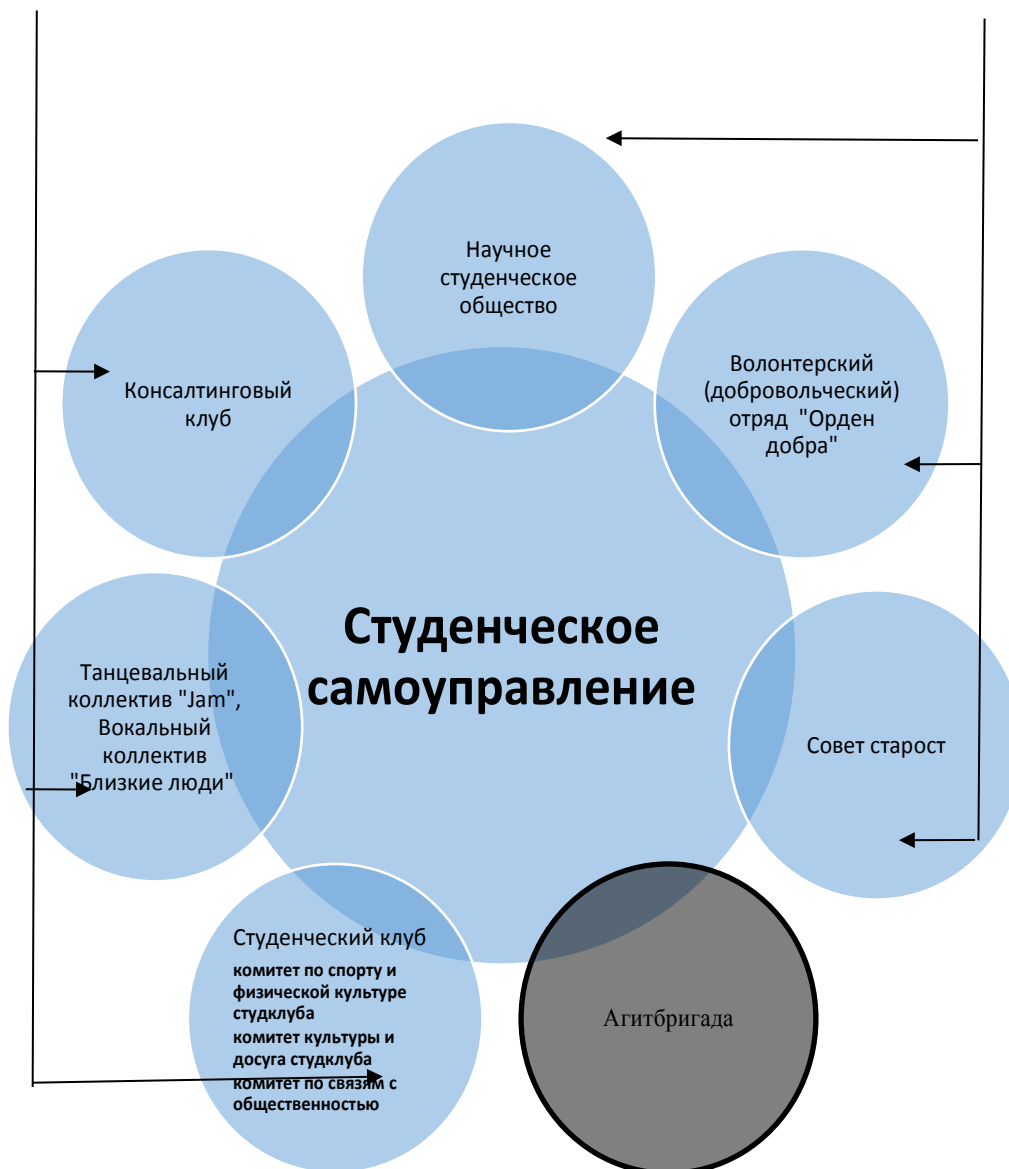 Научное
студенческое
общество
Волонтерский
(добровольческий)
отряд "Орден
добра"
Консалтинговый
клуб
Студенческое
самоуправление
Танцевальный
коллектив "Jam",
Вокальный
коллектив
"Близкие люди"
Совет старост
Студенческий клуб
комитет по спорту и
физической культуре
студклуба
комитет культуры и
досуга студклуба
комитет по связям с
общественностью
Агитбригада